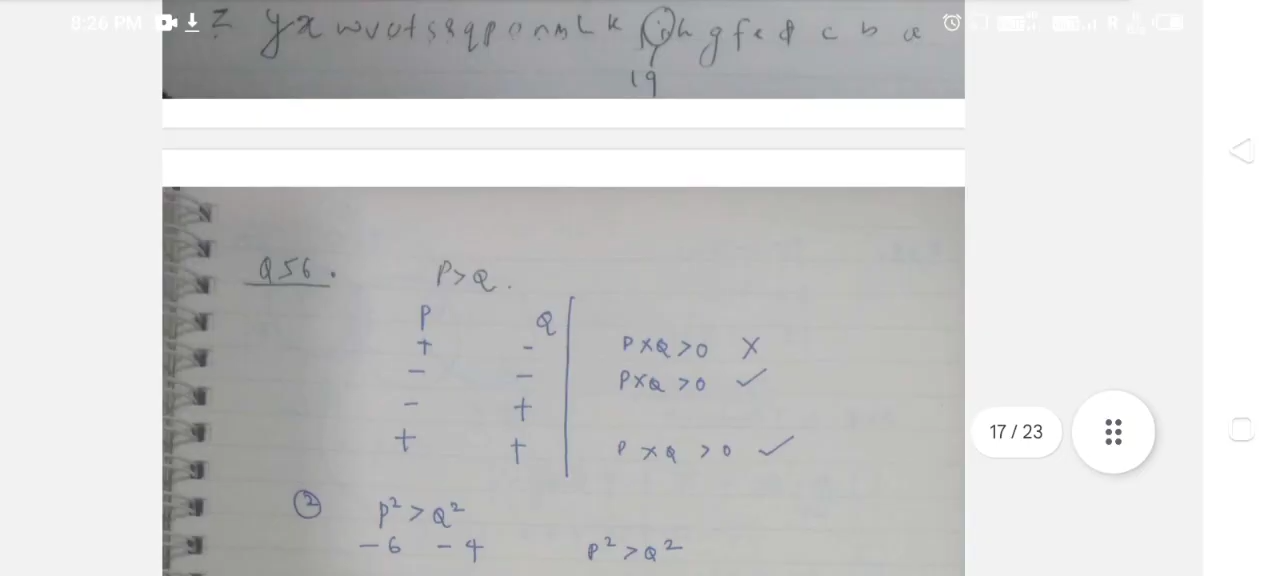 8:26 PM
z y x w v u t s r q p o n m L k j i h g f e d c b a
19
Q56. P>Q.
P Q
+ - P×Q>0 ×
- - P×Q>0 ✓
- +
+ + P×Q>0 ✓
17 / 23
② P²>Q²
-6 -4 P²>Q²